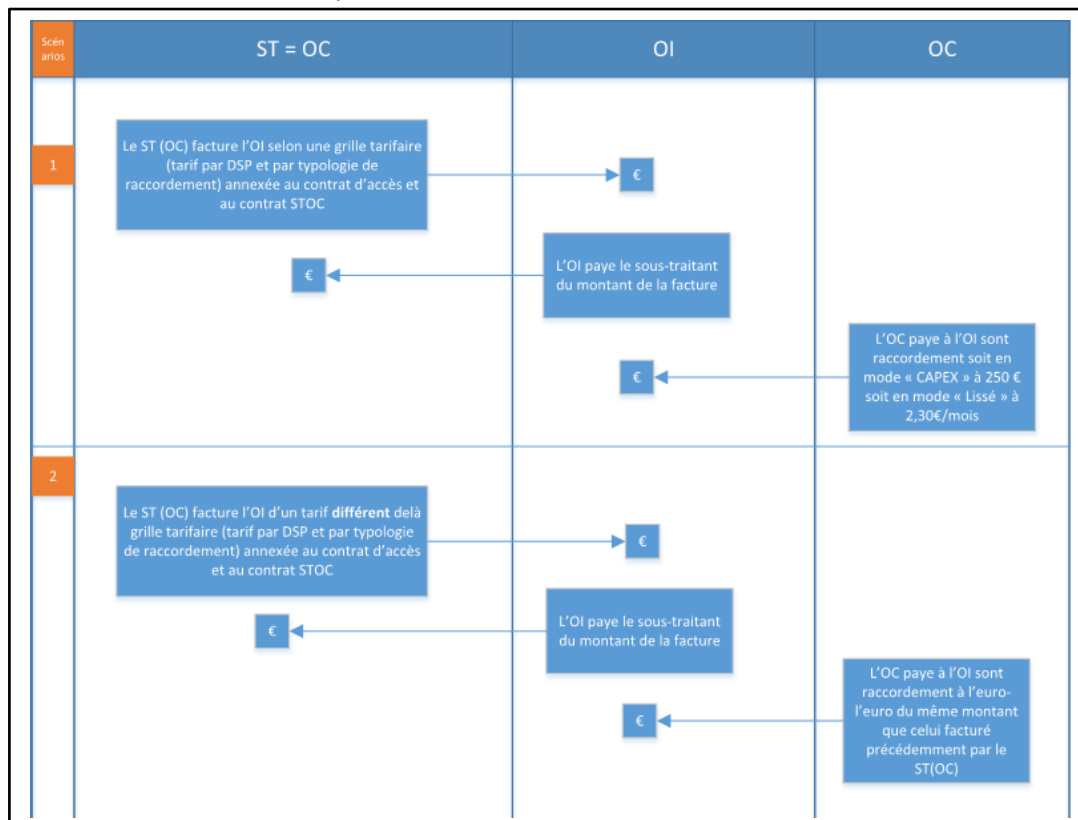 Scén
arios
ST = OC
OI
OC
1
Le ST (OC) facture l'OI selon une grille tarifaire
(tarif par DSP et par typologie de
raccordement) annexée au contrat d'accès et
au contrat STOC
€
€
L'OI paye le sous-traitant
du montant de la facture
€
L'OC paye à l'OI sont
raccordement soit en
mode « CAPEX » à 250 €
soit en mode « Lissé » à
2,30€/mois
2
Le ST (OC) facture l'OI d'un tarif différent delà
grille tarifaire (tarif par DSP et par typologie
de raccordement) annexée au contrat d'accès
et au contrat STOC
€
€
L'OI paye le sous-traitant
du montant de la facture
€
L'OC paye à l'OI sont
raccordement à l'euro-
l'euro du même montant
que celui facturé
précédemment par le
ST(OC)